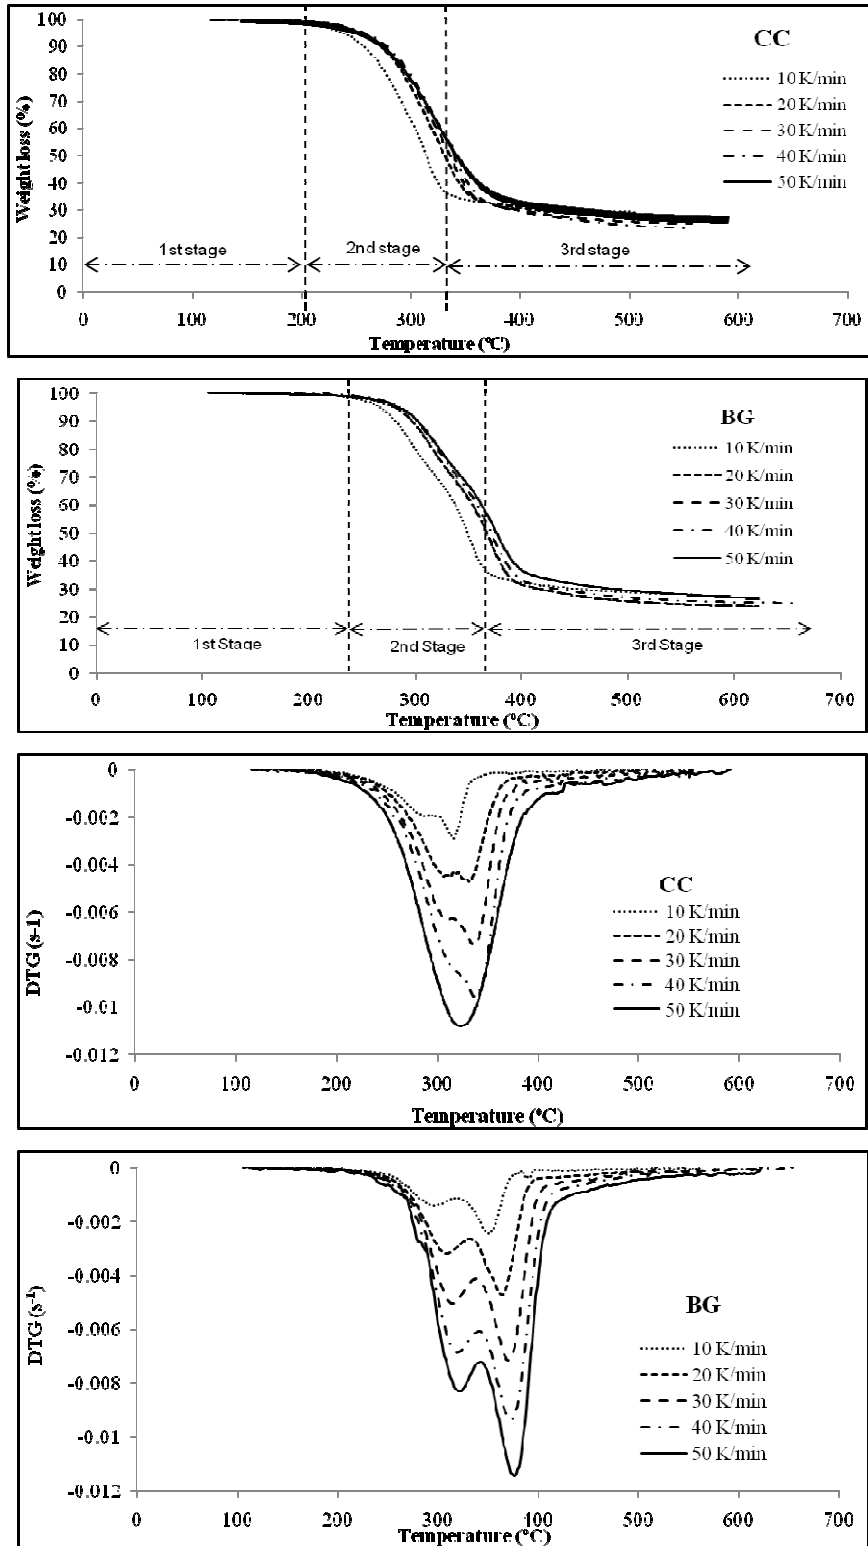 100
90
80
70
60
50
40
30
20
10
0
Weight loss (%)
CC
10 K/min
20 K/min
30 K/min
40 K/min
50 K/min
1st stage
2nd stage
3rd stage
0
100
200
300
400
500
600
700
Temperature (ºC)
100
90
80
70
60
50
40
30
20
10
0
Weight loss (%)
BG
10 K/min
20 K/min
30 K/min
40 K/min
50 K/min
1st Stage
2nd Stage
3rd Stage
0
100
200
300
400
500
600
700
Temperature (ºC)
0
-0.002
-0.004
-0.006
-0.008
-0.01
-0.012
DTG (s-1)
CC
10 K/min
20 K/min
30 K/min
40 K/min
50 K/min
0
100
200
300
400
500
600
700
Temperature (ºC)
0
-0.002
-0.004
-0.006
-0.008
-0.01
-0.012
DTG (s⁻¹)
BG
10 K/min
20 K/min
30 K/min
40 K/min
50 K/min
0
100
200
300
400
500
600
700
Temperature (ºC)